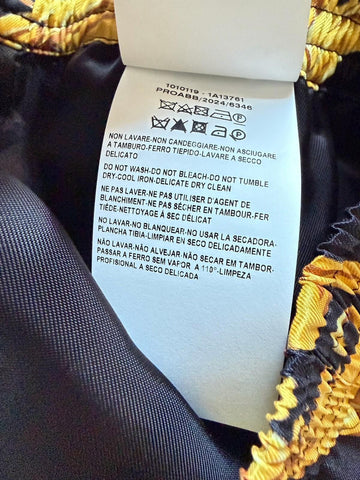 1010119 - 1A13761
PROABB/2024/6346
NON LAVARE-NON CANDEGGIARE-NON ASCIUGARE
A TAMBURO-FERRO TIEPIDO-LAVARE A SECCO
DELICATO
DO NOT WASH-DO NOT BLEACH-DO NOT TUMBLE
DRY-COOL IRON-DELICATE DRY CLEAN
NE PAS LAVER-NE PAS UTILISER D'AGENT DE
BLANCHIMENT-NE PAS SÉCHER EN TAMBOUR-FER
TIÈDE-NETTOYAGE À SEC DÉLICAT
NO LAVAR-NO BLANQUEAR-NO USAR LA SECADORA-
PLANCHA TIBIA-LIMPIAR EN SECO DELICADAMENTE
NÃO LAVAR-NÃO ALVEJAR-NÃO SECAR EM TAMBOR-
PASSAR A FERRO SEM VAPOR A 110°-LIMPEZA
PROFISIONAL A SECO DELICADA